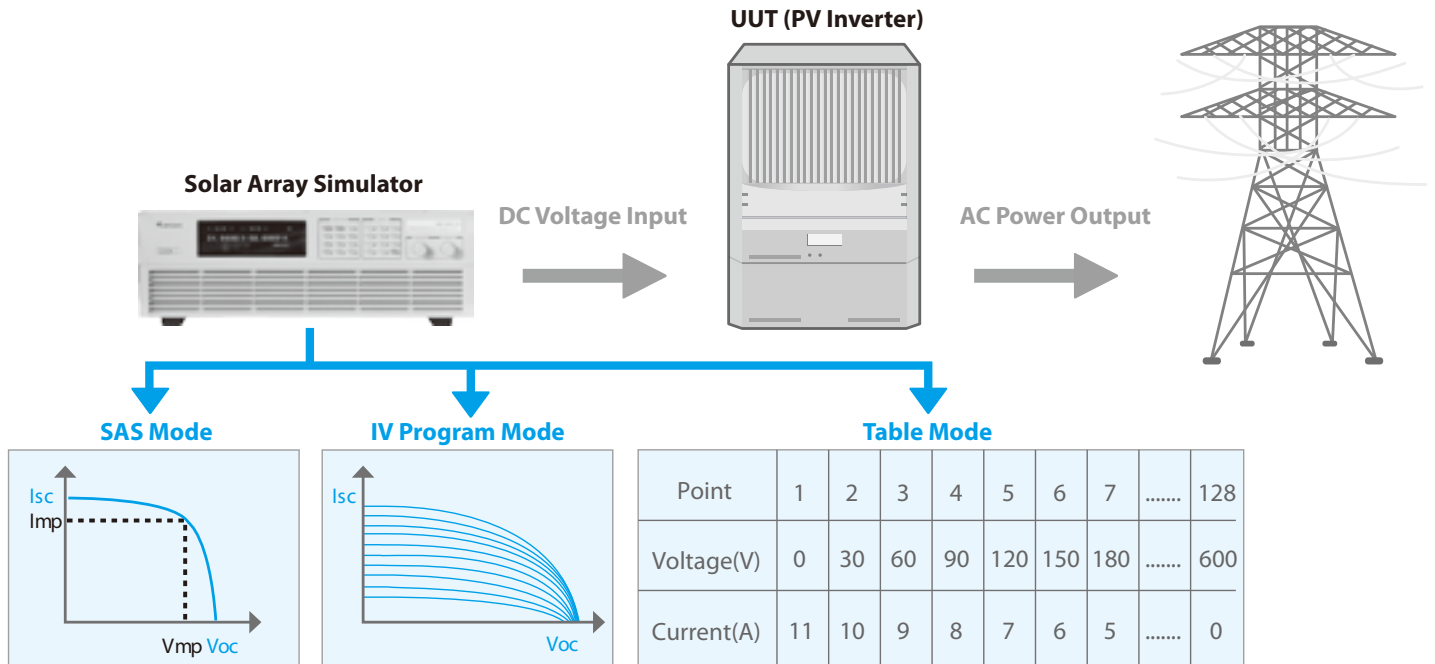 UUT (PV Inverter)
Solar Array Simulator
DC Voltage Input
AC Power Output
SAS Mode
IV Program Mode
Table Mode
Isc
Imp
Vmp Voc
Isc
Voc
Point 1 2 3 4 5 6 7 ....... 128
Voltage(V) 0 30 60 90 120 150 180 ....... 600
Current(A) 11 10 9 8 7 6 5 ....... 0